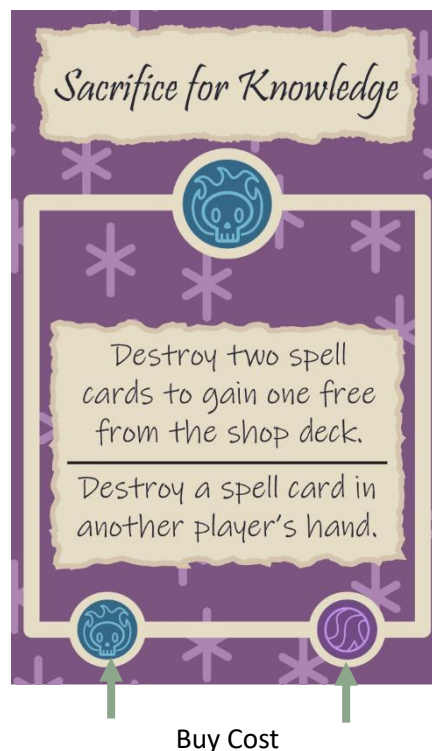 Sacrifice for Knowledge
Destroy two spell
cards to gain one free
from the shop deck.
Destroy a spell card in
another player's hand.
Buy Cost